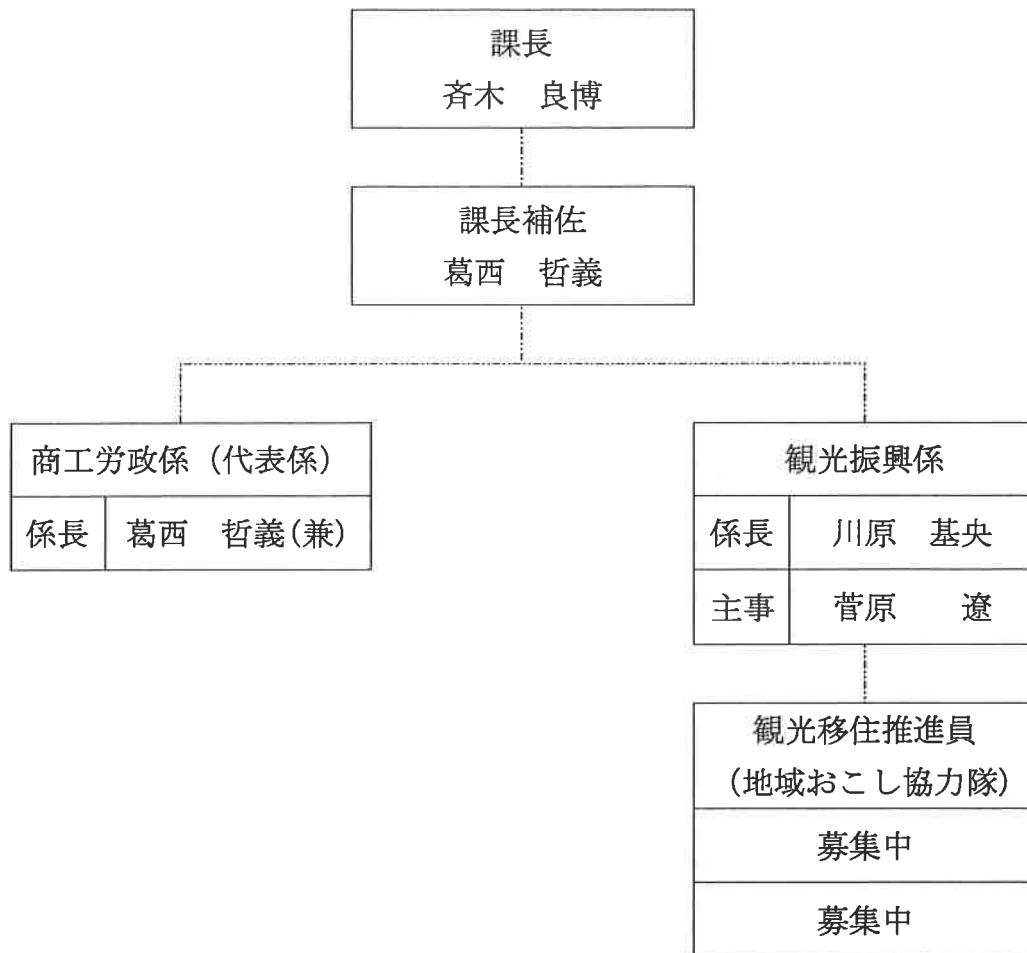 課長
斉木　良博
課長補佐
葛西　哲義
商工労政係（代表係）
係長　葛西　哲義(兼)
観光振興係
係長　川原　基央
主事　菅原　　遼
観光移住推進員
（地域おこし協力隊）
募集中
募集中